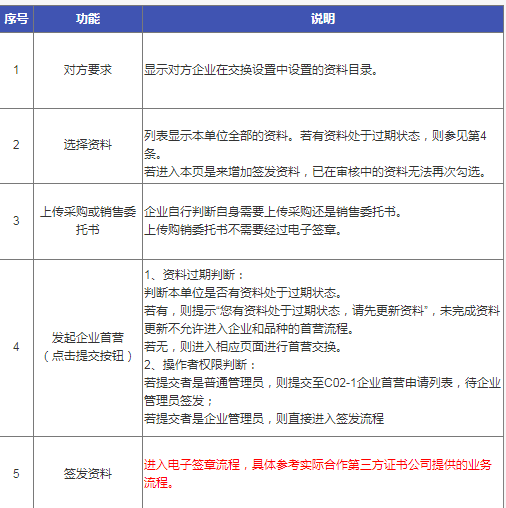 序号 功能 说明
1 对方要求 显示对方企业在交换设置中设置的资料目录。
2 选择资料 列表显示本单位全部的资料。若有资料处于过期状态，则参见第4
条。
若进入本页是来增加签发资料，已在审核中的资料无法再次勾选。
3 上传采购或销售委
托书
企业自行判断自身需要上传采购还是销售委托书。
上传购销委托书不需要经过电子签章。
4 发起企业首营
（点击提交按钮）
1、资料过期判断：
判断本单位是否有资料处于过期状态。
若有，则提示“您有资料处于过期状态，请先更新资料”，未完成资料
更新不允许进入企业和品种的首营流程。
若无，则进入相应页面进行首营交换。
2、操作者权限判断：
若提交者是普通管理员，则提交至C02-1企业首营申请列表，待企业
管理员签发；
若提交者是企业管理员，则直接进入签发流程
5 签发资料 进入电子签章流程，具体参考实际合作第三方证书公司提供的业务
流程。